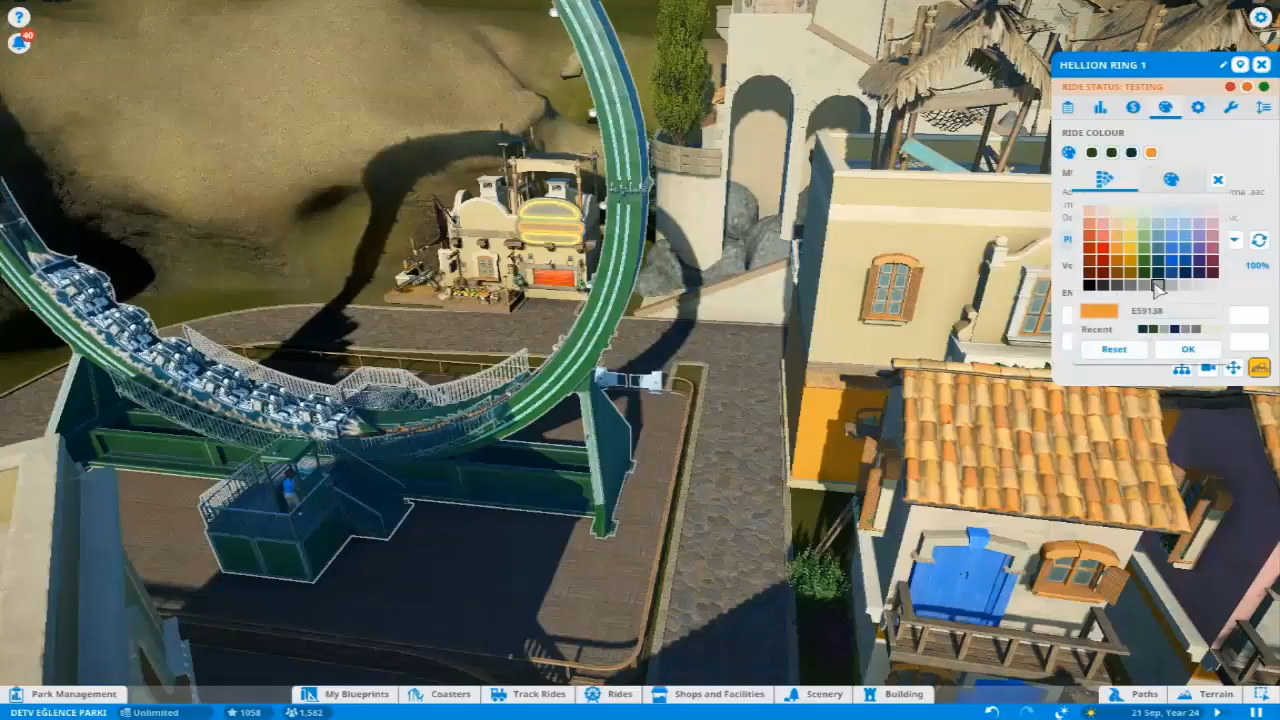 ?
40
HELLION RING 1
RIDE STATUS: TESTING
RIDE COLOUR
100%
E59138
Recent
Reset
OK
Park Management
My Blueprints
Coasters
Track Rides
Rides
Shops and Facilities
Scenery
Building
Paths
Terrain
DETV EĞLENCE PARKI
Unlimited
1058
1,582
21 Sep, Year 24